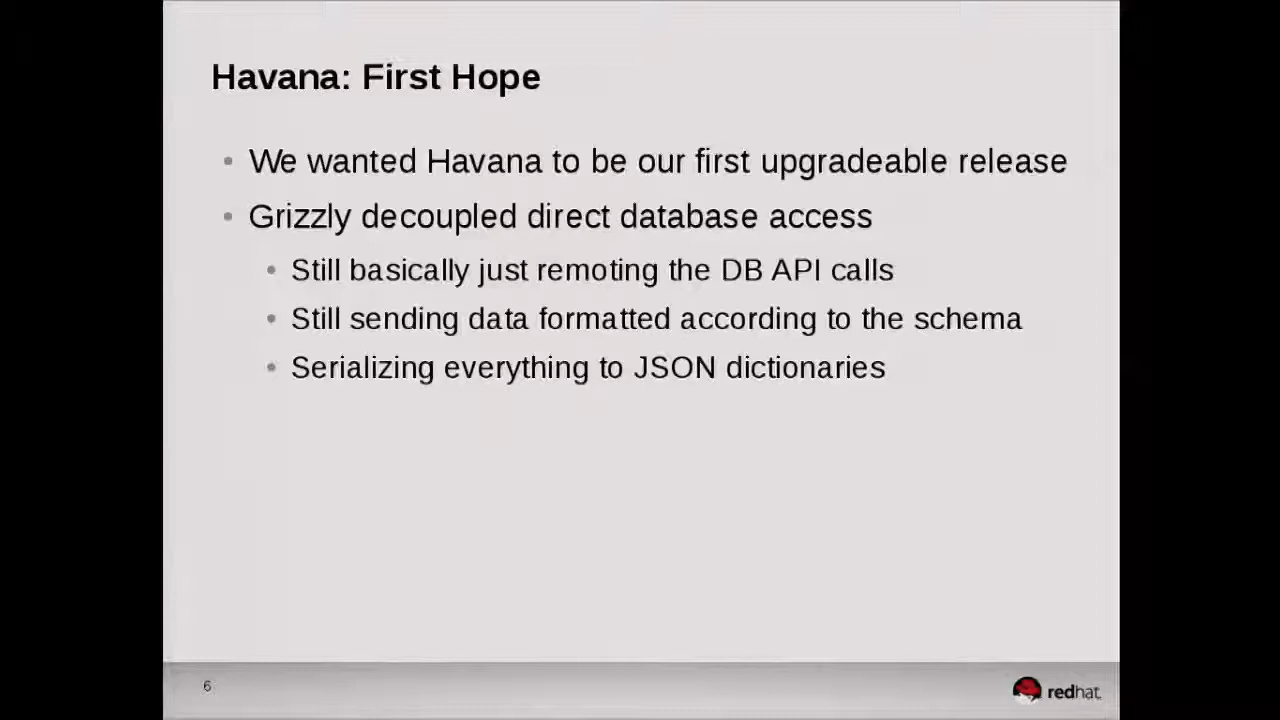 Havana: First Hope
• We wanted Havana to be our first upgradeable release
• Grizzly decoupled direct database access
• Still basically just remoting the DB API calls
• Still sending data formatted according to the schema
• Serializing everything to JSON dictionaries
6
redhat.